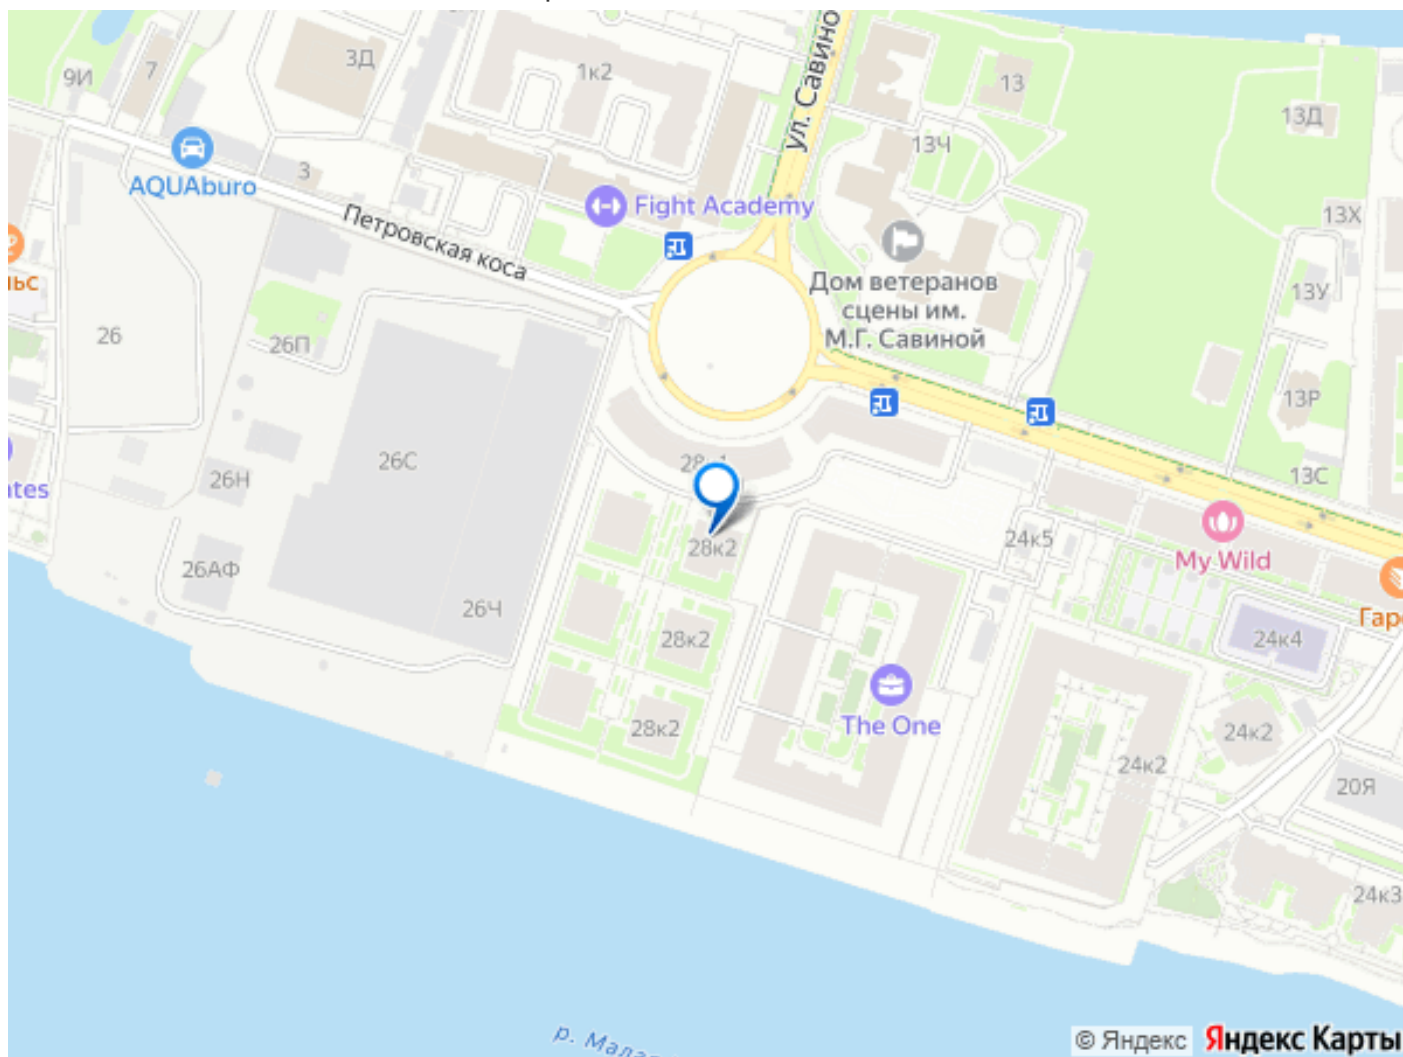 ул. Савино
9И
7
3Д
1к2
13
13Д
13Ч
AQUAburo
3
Fight Academy
13Х
Петровская коса
ьс
Дом ветеранов
сцены им.
М.Г. Савиной
13У
26
26П
13Р
26С
26Н
13С
ates
28к2
24к5
My Wild
26АФ
26Ч
28к2
24к4
Гар
The One
28к2
24к2
24к2
20Я
24к3
р. Мала
© Яндекс
Яндекс Карты